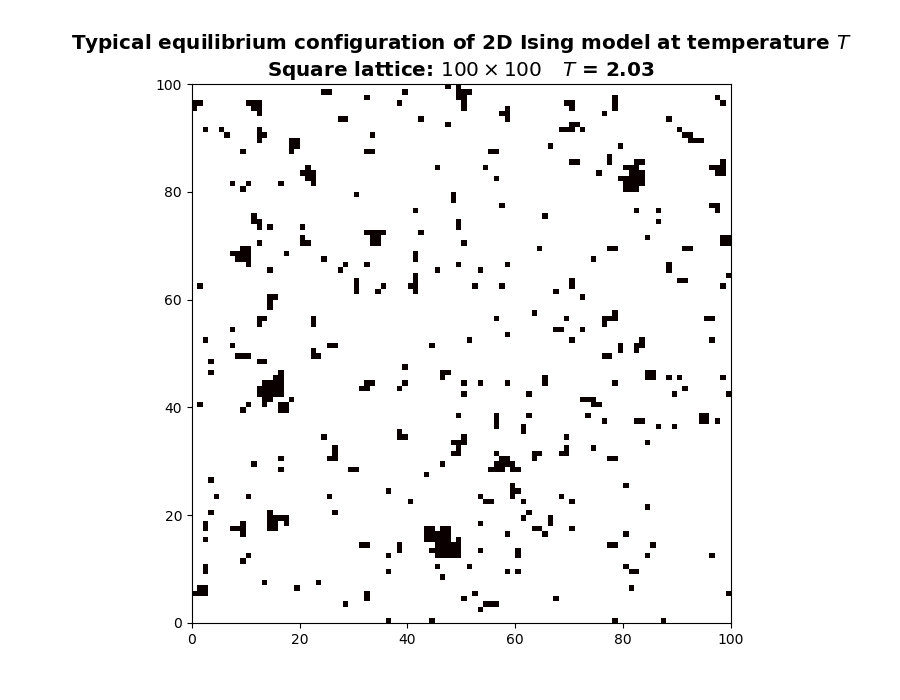 Typical equilibrium configuration of 2D Ising model at temperature T
Square lattice: 100 × 100 T = 2.03
100
80
60
40
20
0
0 20 40 60 80 100